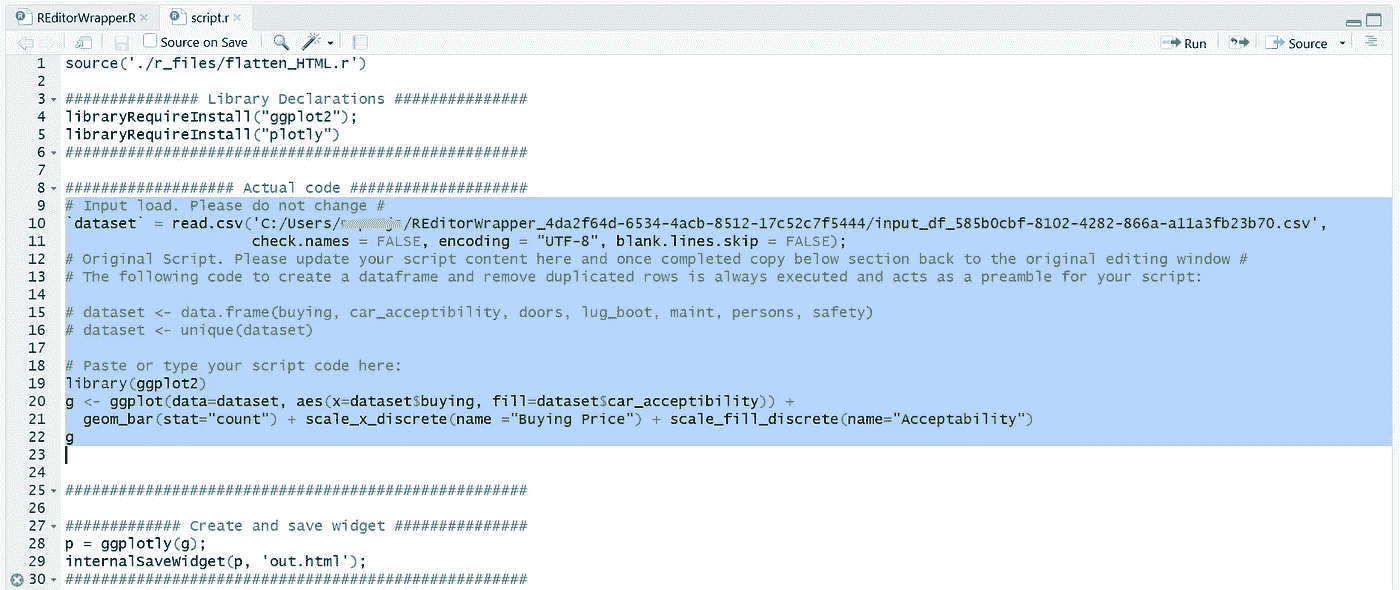 REditorWrapper.R
script.r
Source on Save
Run
Source
1 source('./r_files/flatten_HTML.r')
2
3 ############### Library Declarations ###############
4 libraryRequireInstall("ggplot2");
5 libraryRequireInstall("plotly")
6 ####################################################
7
8 ################### Actual code ####################
9 # Input load. Please do not change #
10 `dataset` = read.csv('C:/Users/ /REditorWrapper_4da2f64d-6534-4acb-8512-17c52c7f5444/input_df_585b0cbf-8102-4282-866a-a11a3fb23b70.csv',
11 check.names = FALSE, encoding = "UTF-8", blank.lines.skip = FALSE);
12 # Original Script. Please update your script content here and once completed copy below section back to the original editing window #
13 # The following code to create a dataframe and remove duplicated rows is always executed and acts as a preamble for your script:
14
15 # dataset <- data.frame(buying, car_acceptibility, doors, lug_boot, maint, persons, safety)
16 # dataset <- unique(dataset)
17
18 # Paste or type your script code here:
19 library(ggplot2)
20 g <- ggplot(data=dataset, aes(x=dataset$buying, fill=dataset$car_acceptibility)) +
21 geom_bar(stat="count") + scale_x_discrete(name ="Buying Price") + scale_fill_discrete(name="Acceptability")
22 g
23
24
25 ####################################################
26
27 ############# Create and save widget ###############
28 p = ggplotly(g);
29 internalSaveWidget(p, 'out.html');
30 ####################################################